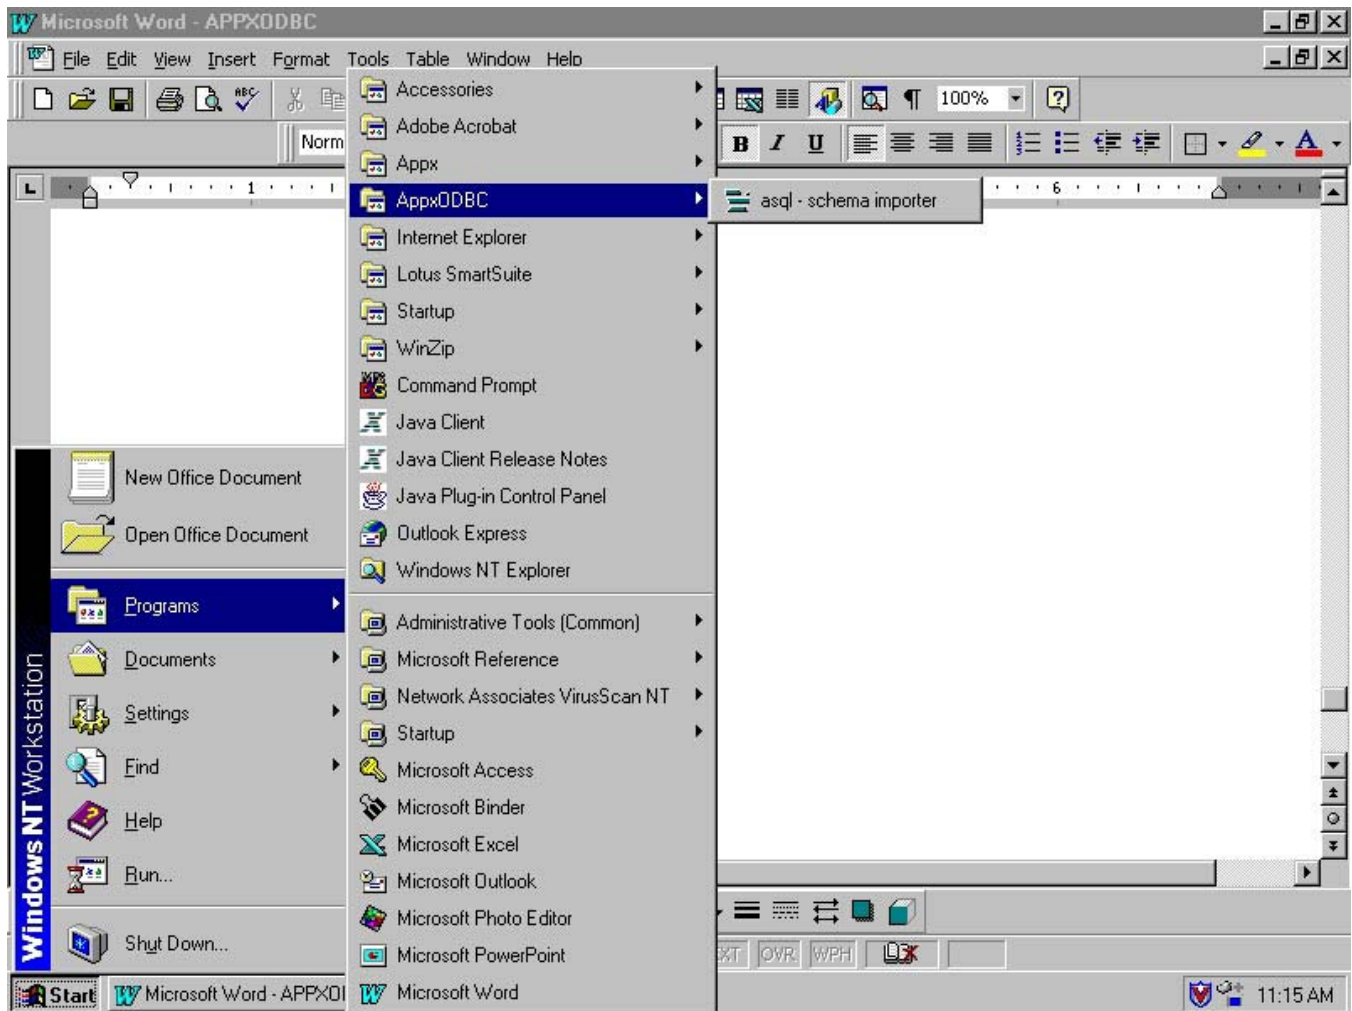 Microsoft Word - APPXODBC
File Edit View Insert Format Tools Table Window Help
ABC 100%
Norm B I U A
1 6
Accessories
Adobe Acrobat
Appx
AppxODBC
asql - schema importer
Internet Explorer
Lotus SmartSuite
Startup
WinZip
Command Prompt
Java Client
Java Client Release Notes
Java Plug-in Control Panel
Outlook Express
Windows NT Explorer
Administrative Tools (Common)
Microsoft Reference
Network Associates VirusScan NT
Startup
Microsoft Access
Microsoft Binder
Microsoft Excel
Microsoft Outlook
Microsoft Photo Editor
Microsoft PowerPoint
Microsoft Word
New Office Document
Open Office Document
Programs
Documents
Settings
Find
Help
Run...
Shut Down...
Windows NT Workstation
OVR WPH
Start Microsoft Word - APPXO 11:15 AM